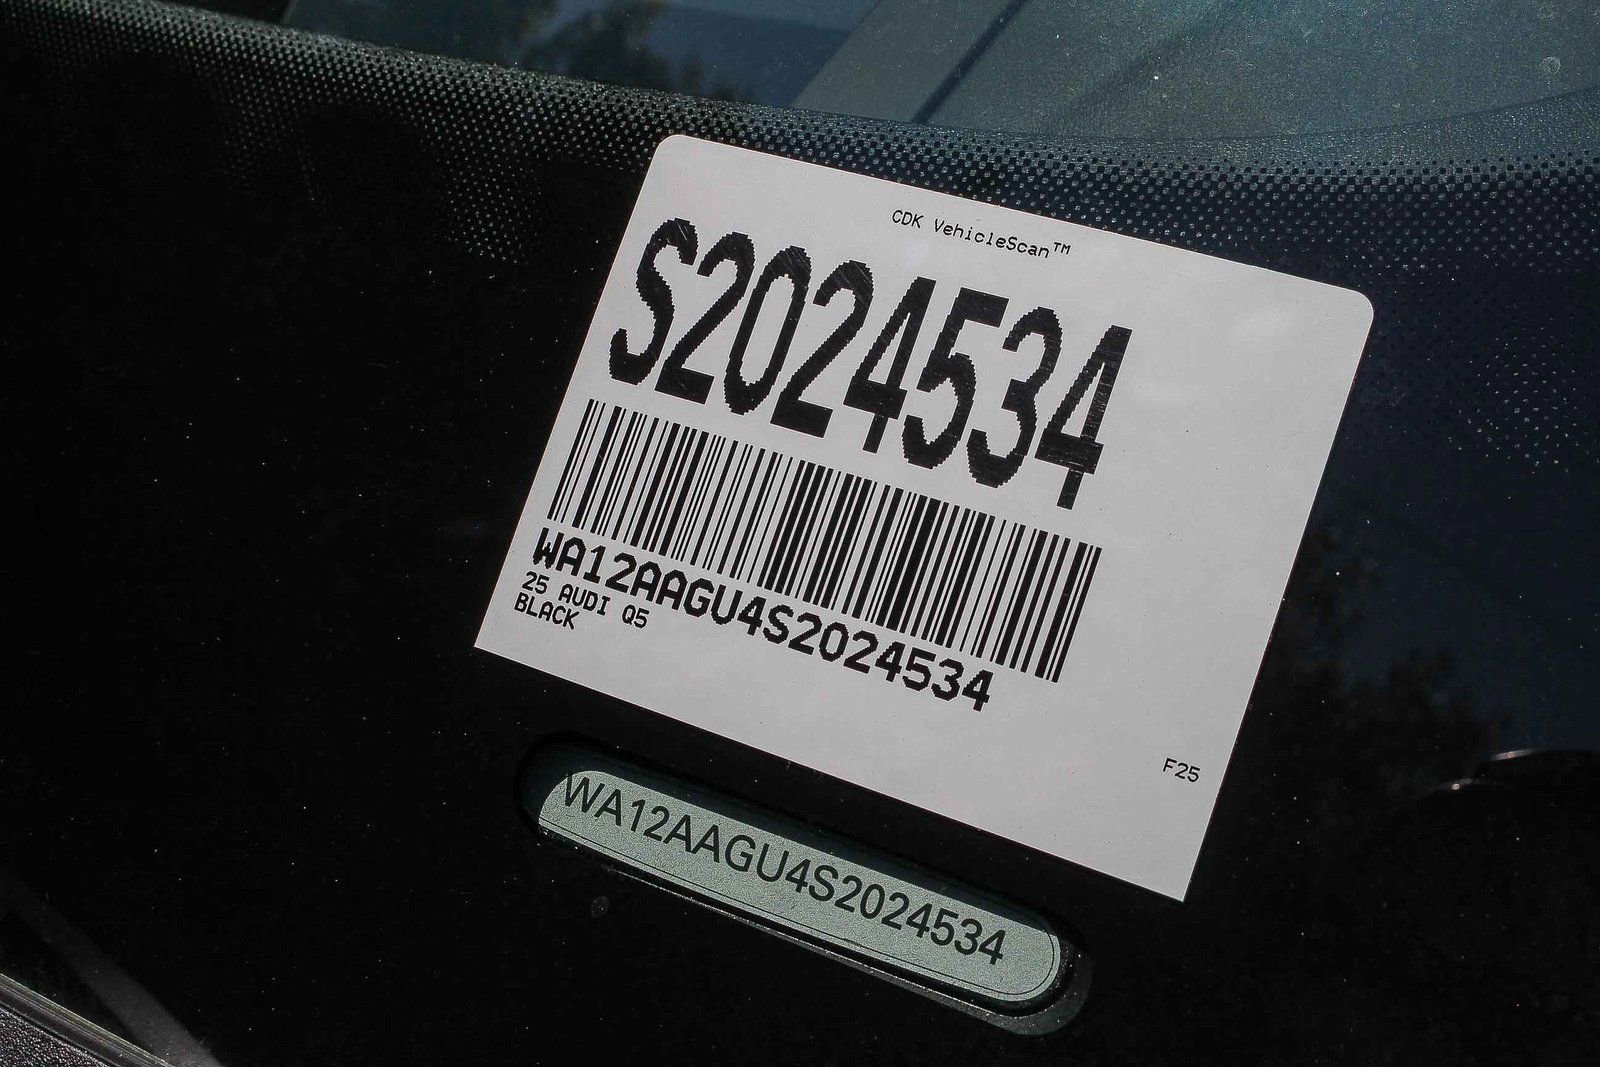 CDK VehicleScan™
S2024534
WA12AAGU4S2024534
25 AUDI Q5
BLACK
F25
WA12AAGU4S2024534